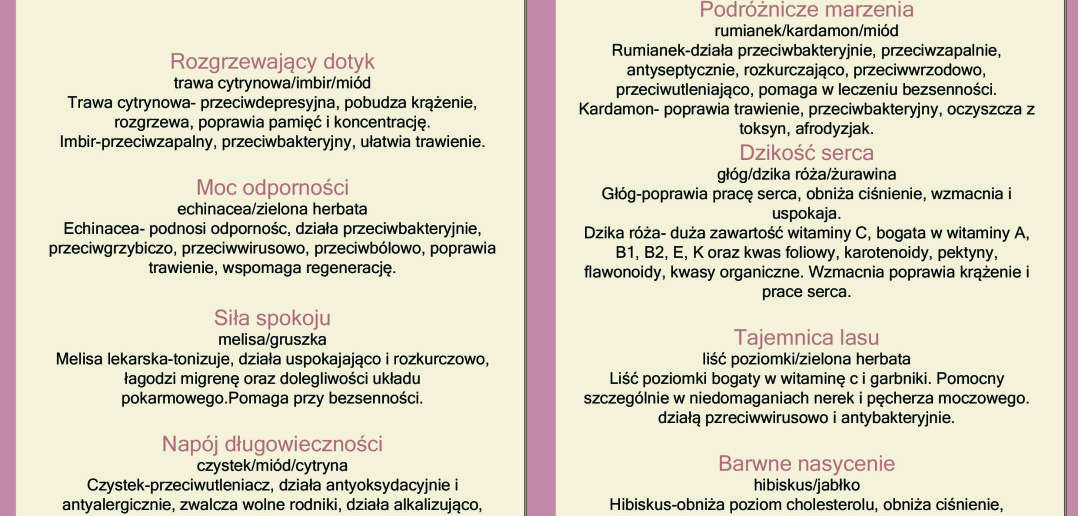 Rozgrzewający dotyk
trawa cytrynowa/imbir/miód
Trawa cytrynowa- przeciwdepresyjna, pobudza krążenie,
rozgrzewa, poprawia pamięć i koncentrację.
Imbir-przeciwzapalny, przeciwbakteryjny, ułatwia trawienie.
Moc odporności
echinacea/zielona herbata
Echinacea- podnosi odpornośc, działa przeciwbakteryjnie,
przeciwgrzybiczo, przeciwwirusowo, przeciwbólowo, poprawia
trawienie, wspomaga regenerację.
Siła spokoju
melisa/gruszka
Melisa lekarska-tonizuje, działa uspokajająco i rozkurczowo,
łagodzi migrenę oraz dolegliwości układu
pokarmowego.Pomaga przy bezsenności.
Napój długowieczności
czystek/miód/cytryna
Czystek-przeciwutleniacz, działa antyoksydacyjnie i
antyalergicznie, zwalcza wolne rodniki, działa alkalizująco,
Podróżnicze marzenia
rumianek/kardamon/miód
Rumianek-działa przeciwbakteryjnie, przeciwzapalnie,
antyseptycznie, rozkurczająco, przeciwwrzodowo,
przeciwutleniająco, pomaga w leczeniu bezsenności.
Kardamon- poprawia trawienie, przeciwbakteryjny, oczyszcza z
toksyn, afrodyzjak.
Dzikość serca
głóg/dzika róża/żurawina
Głóg-poprawia pracę serca, obniża ciśnienie, wzmacnia i
uspokaja.
Dzika róża- duża zawartość witaminy C, bogata w witaminy A,
B1, B2, E, K oraz kwas foliowy, karotenoidy, pektyny,
flawonoidy, kwasy organiczne. Wzmacnia poprawia krążenie i
prace serca.
Tajemnica lasu
liść poziomki/zielona herbata
Liść poziomki bogaty w witaminę c i garbniki. Pomocny
szczególnie w niedomaganiach nerek i pęcherza moczowego.
działą pzreciwwirusowo i antybakteryjnie.
Barwne nasycenie
hibiskus/jabłko
Hibiskus-obniża poziom cholesterolu, obniża ciśnienie,